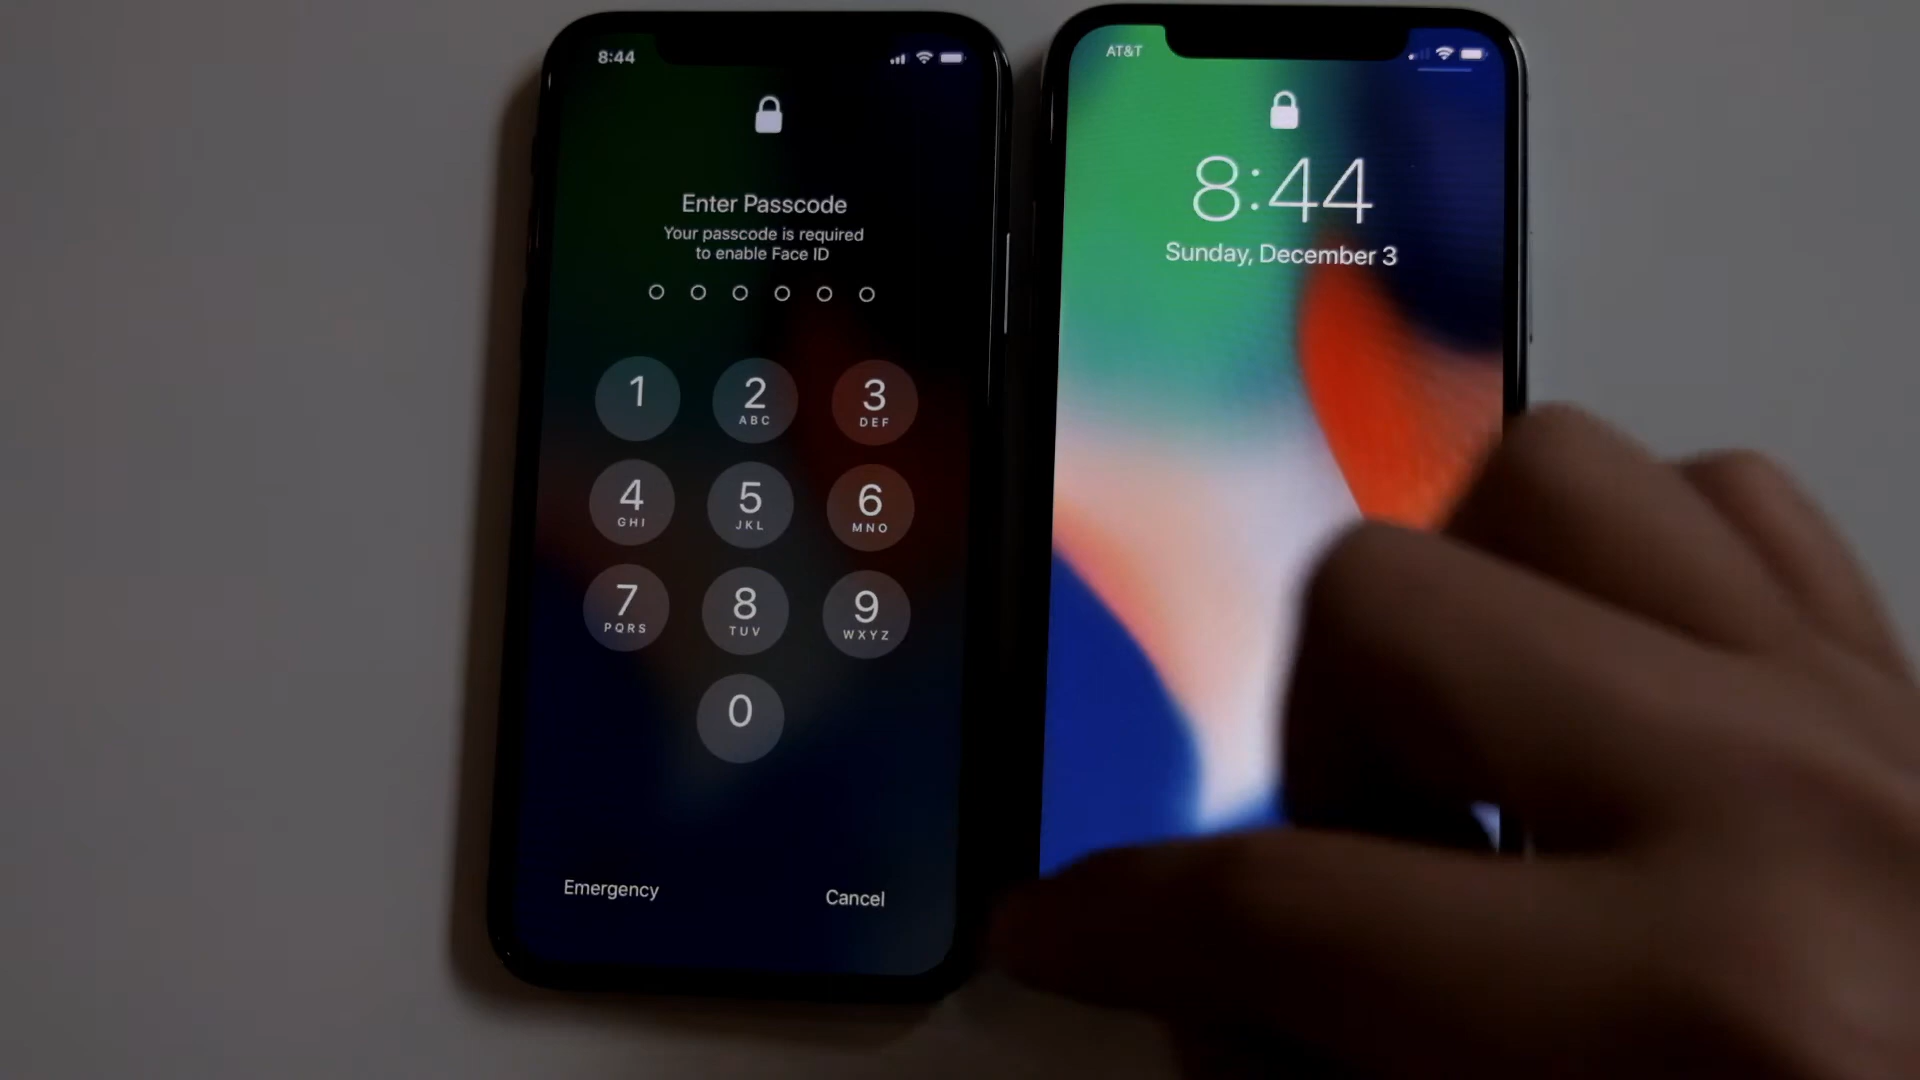 8:44
Enter Passcode
Your passcode is required
to enable Face ID
1
2
ABC
3
DEF
4
GHI
5
JKL
6
MNO
7
PQRS
8
TUV
9
WXYZ
0
Emergency
Cancel
AT&T
8:44
Sunday, December 3